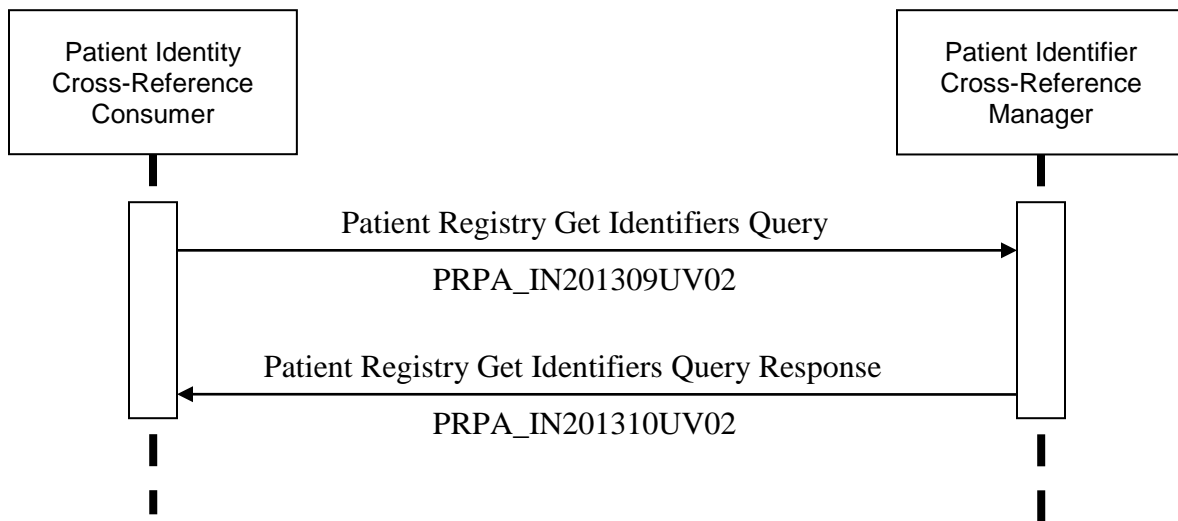 Patient Identity
Cross-Reference
Consumer
Patient Identifier
Cross-Reference
Manager
Patient Registry Get Identifiers Query
PRPA_IN201309UV02
Patient Registry Get Identifiers Query Response
PRPA_IN201310UV02